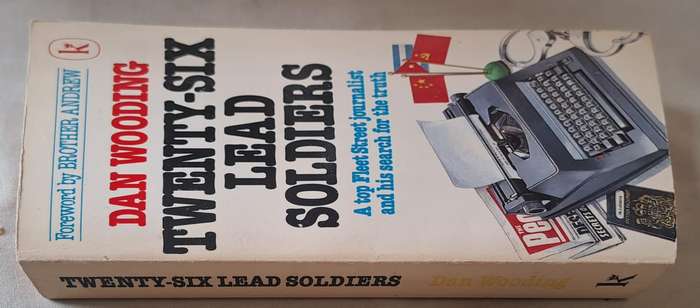 Foreword by BROTHER ANDREW
k
DAN WOODING
TWENTY-SIX
LEAD
SOLDIERS
A top Fleet Street journalist
and his search for the truth
THE
TWENTY-SIX LEAD SOLDIERS Dan Wooding k